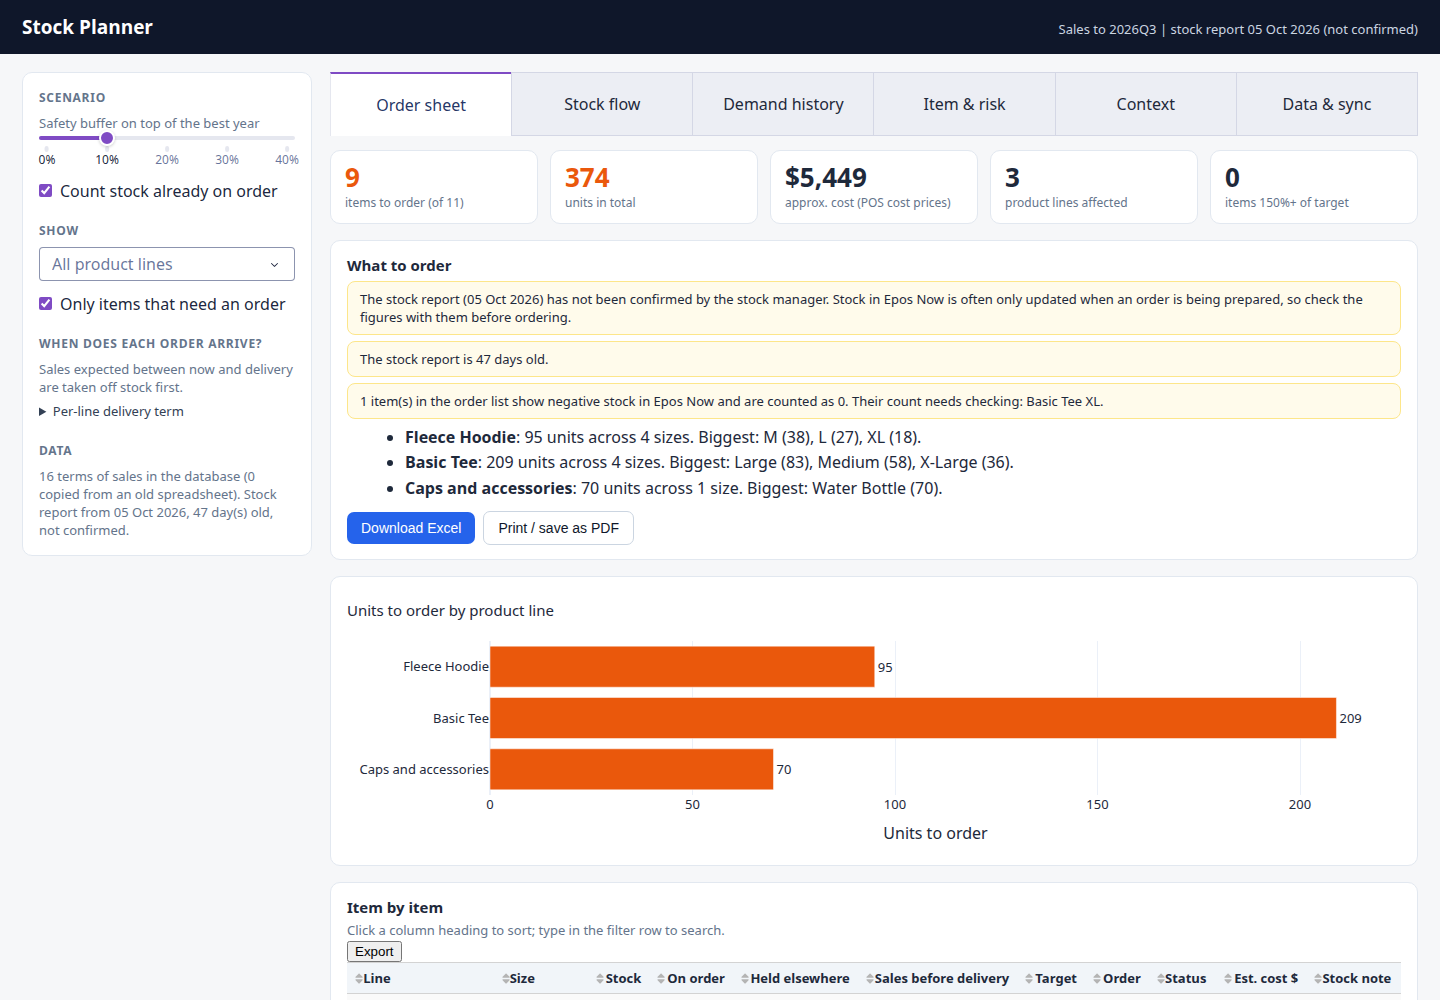 Stock Planner
Sales to 2026Q3 | stock report 05 Oct 2026 (not confirmed)
SCENARIO
Safety buffer on top of the best year
0% 10% 20% 30% 40%
Count stock already on order
SHOW
All product lines
Only items that need an order
WHEN DOES EACH ORDER ARRIVE?
Sales expected between now and delivery
are taken off stock first.
Per-line delivery term
DATA
16 terms of sales in the database (0
copied from an old spreadsheet). Stock
report from 05 Oct 2026, 47 day(s) old,
not confirmed.
Order sheet Stock flow Demand history Item & risk Context Data & sync
9
items to order (of 11)
374
units in total
$5,449
approx. cost (POS cost prices)
3
product lines affected
0
items 150%+ of target
What to order
The stock report (05 Oct 2026) has not been confirmed by the stock manager. Stock in Epos Now is often only updated when an order is being prepared, so check the
figures with them before ordering.
The stock report is 47 days old.
1 item(s) in the order list show negative stock in Epos Now and are counted as 0. Their count needs checking: Basic Tee XL.
Fleece Hoodie: 95 units across 4 sizes. Biggest: M (38), L (27), XL (18).
Basic Tee: 209 units across 4 sizes. Biggest: Large (83), Medium (58), X-Large (36).
Caps and accessories: 70 units across 1 size. Biggest: Water Bottle (70).
Download Excel Print / save as PDF
Units to order by product line
Fleece Hoodie 95
Basic Tee 209
Caps and accessories 70
0 50 100 150 200
Units to order
Item by item
Click a column heading to sort; type in the filter row to search.
Export
Line Size Stock On order Held elsewhere Sales before delivery Target Order Status Est. cost $ Stock note